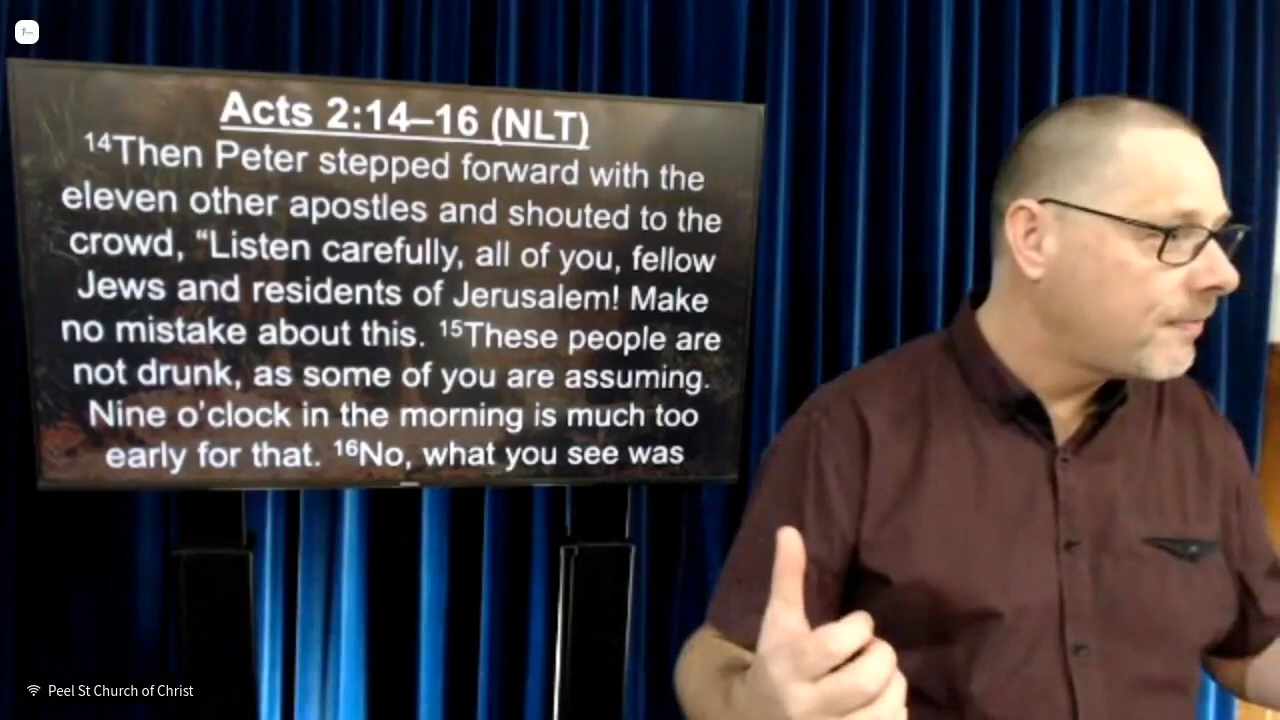 Acts 2:14–16 (NLT)
¹⁴Then Peter stepped forward with the
eleven other apostles and shouted to the
crowd, “Listen carefully, all of you, fellow
Jews and residents of Jerusalem! Make
no mistake about this. ¹⁵These people are
not drunk, as some of you are assuming.
Nine o’clock in the morning is much too
early for that. ¹⁶No, what you see was
Peel St Church of Christ